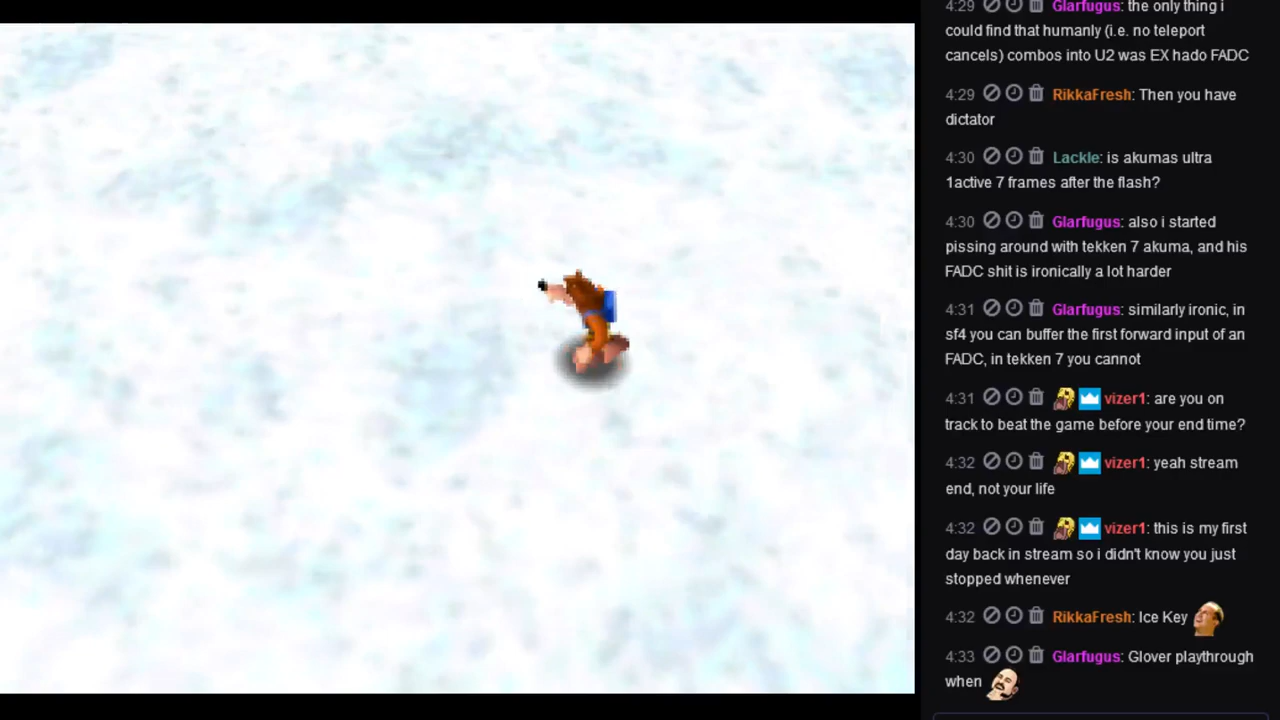 4:29 Glarfugus: the only thing i
could find that humanly (i.e. no teleport
cancels) combos into U2 was EX hado FADC
4:29 RikkaFresh: Then you have
dictator
4:30 Lackle: is akumas ultra
1active 7 frames after the flash?
4:30 Glarfugus: also i started
pissing around with tekken 7 akuma, and his
FADC shit is ironically a lot harder
4:31 Glarfugus: similarly ironic, in
sf4 you can buffer the first forward input of an
FADC, in tekken 7 you cannot
4:31 vizer1: are you on
track to beat the game before your end time?
4:32 vizer1: yeah stream
end, not your life
4:32 vizer1: this is my first
day back in stream so i didn't know you just
stopped whenever
4:32 RikkaFresh: Ice Key
4:33 Glarfugus: Glover playthrough
when